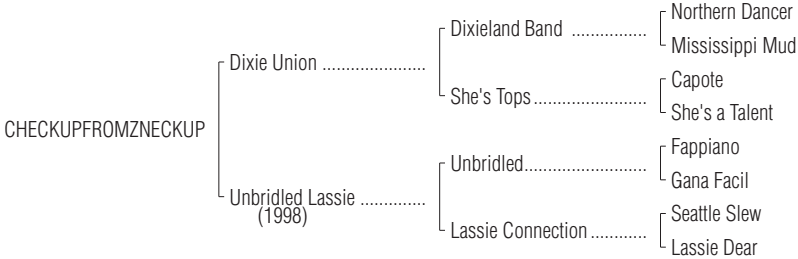 Northern Dancer
Dixieland Band ................
Mississippi Mud
Dixie Union ......................
Capote
She's Tops........................
She's a Talent
CHECKUPFROMZNECKUP
Fappiano
Unbridled..........................
Gana Facil
Unbridled Lassie ..............
(1998)
Seattle Slew
Lassie Connection............
Lassie Dear